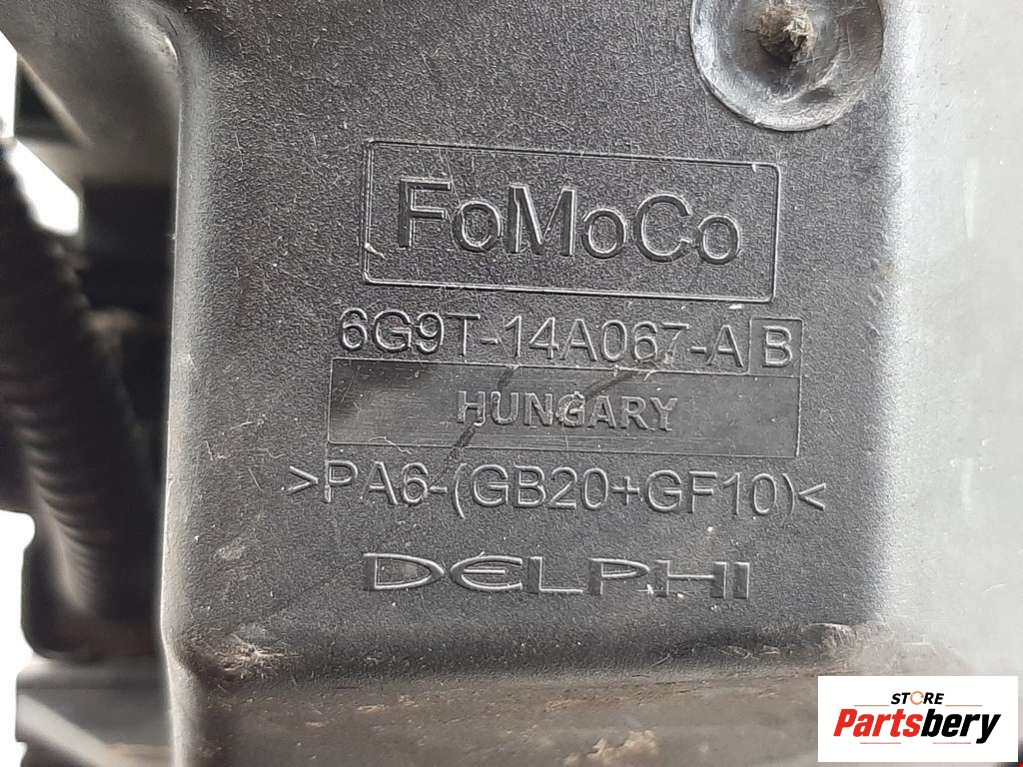 FoMoCo
6G9T-14A067-AB
HUNGARY
>PA6-(GB20+GF10)<
DELPHI
STORE
Partsbery